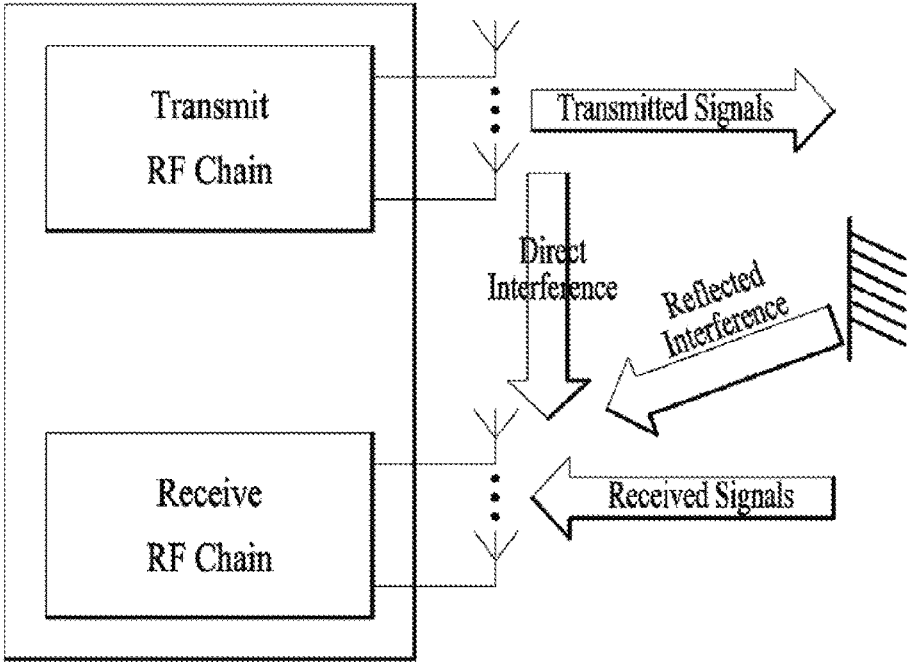 Transmit
RF Chain
Transmitted Signals
Direct
Interference
Reflected
Interference
Receive
RF Chain
Received Signals